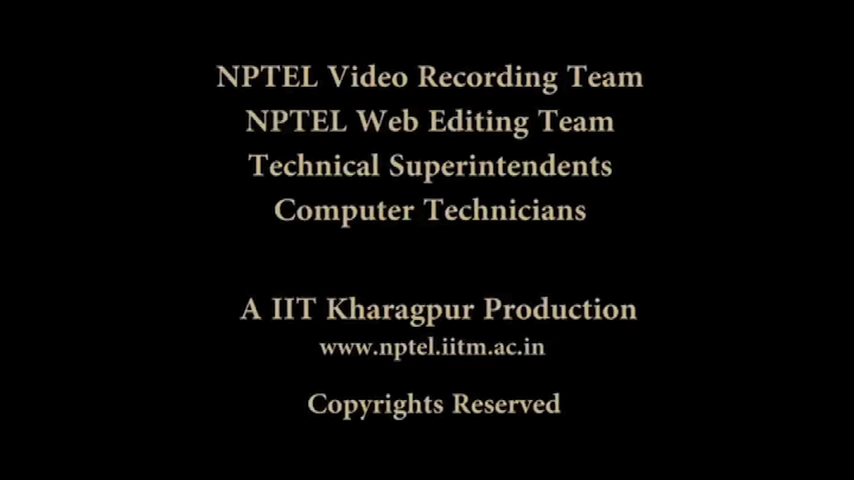 NPTEL Video Recording Team
NPTEL Web Editing Team
Technical Superintendents
Computer Technicians
A IIT Kharagpur Production
www.nptel.iitm.ac.in
Copyrights Reserved